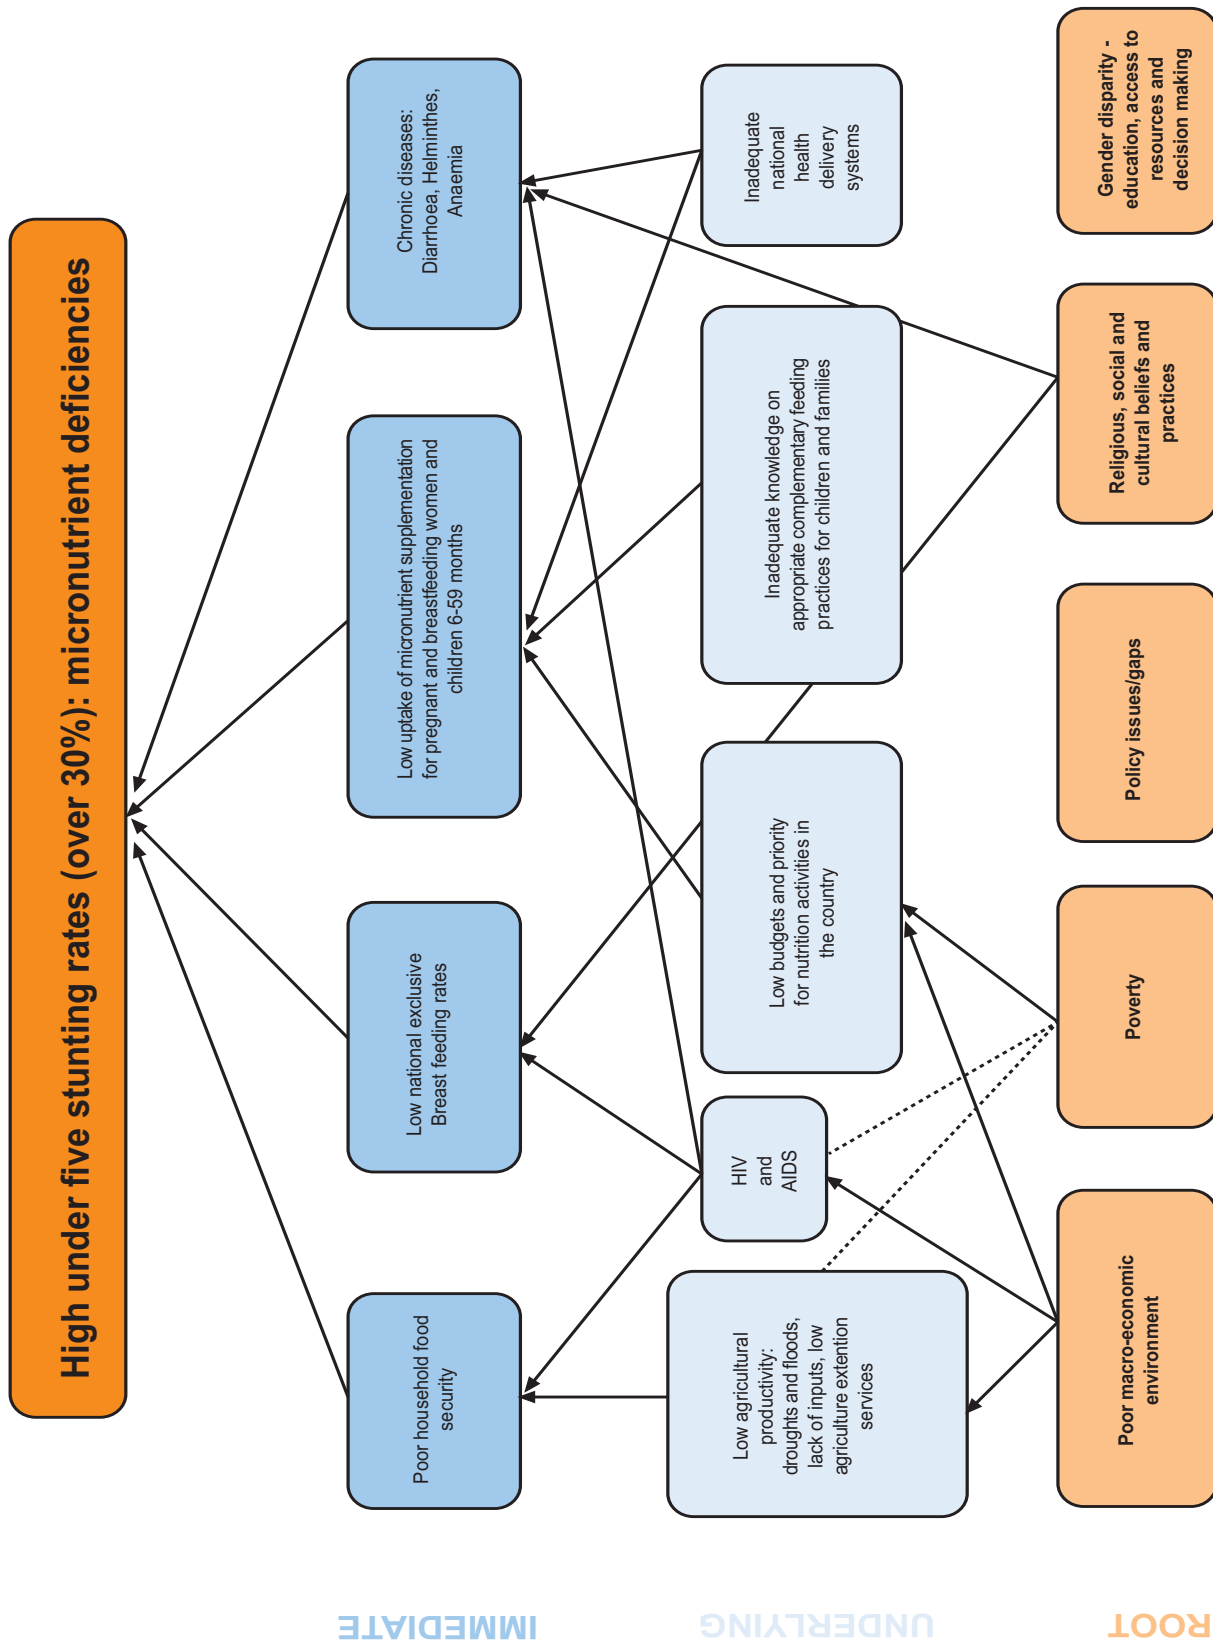 High under five stunting rates (over 30%): micronutrient deficiencies
IMMEDIATE
Poor household food
security
Low national exclusive
Breast feeding rates
Low uptake of micronutrient supplementation
for pregnant and breastfeeding women and
children 6-59 months
Chronic diseases:
Diarrhoea, Helminthes,
Anaemia
UNDERLYING
Low agricultural
productivity:
droughts and floods,
lack of inputs, low
agriculture extention
services
HIV
and
AIDS
Low budgets and priority
for nutrition activities in
the country
Inadequate knowledge on
appropriate complementary feeding
practices for children and families
Inadequate
national
health
delivery
systems
ROOT
Poor macro-economic
environment
Poverty
Policy issues/gaps
Religious, social and
cultural beliefs and
practices
Gender disparity -
education, access to
resources and
decision making